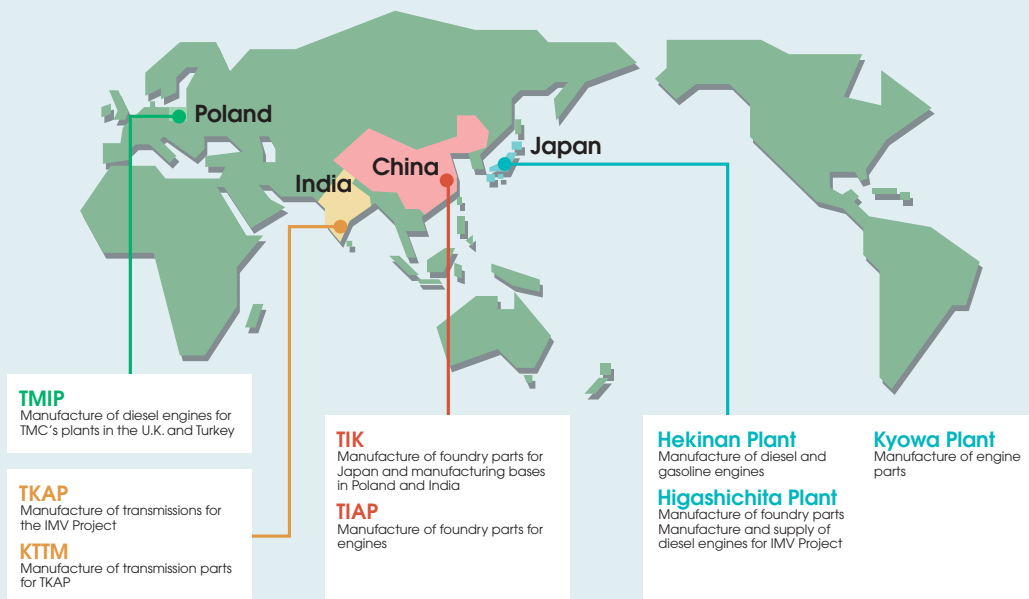 Poland
Japan
China
India
TMIP
Manufacture of diesel engines for
TMC's plants in the U.K. and Turkey
TKAP
Manufacture of transmissions for
the IMV Project
KTTM
Manufacture of transmission parts
for TKAP
TIK
Manufacture of foundry parts for
Japan and manufacturing bases
in Poland and India
TIAP
Manufacture of foundry parts for
engines
Hekinan Plant
Manufacture of diesel and
gasoline engines
Higashichita Plant
Manufacture of foundry parts
Manufacture and supply of
diesel engines for IMV Project
Kyowa Plant
Manufacture of engine
parts